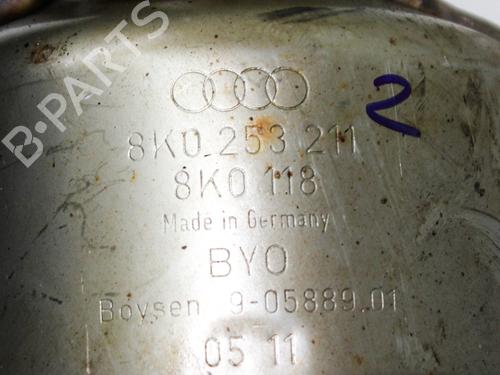 B-PARTS
2
8K0 253 211
8K0 118
Made in Germany
BYO
Boysen 9-05889.01
05 11